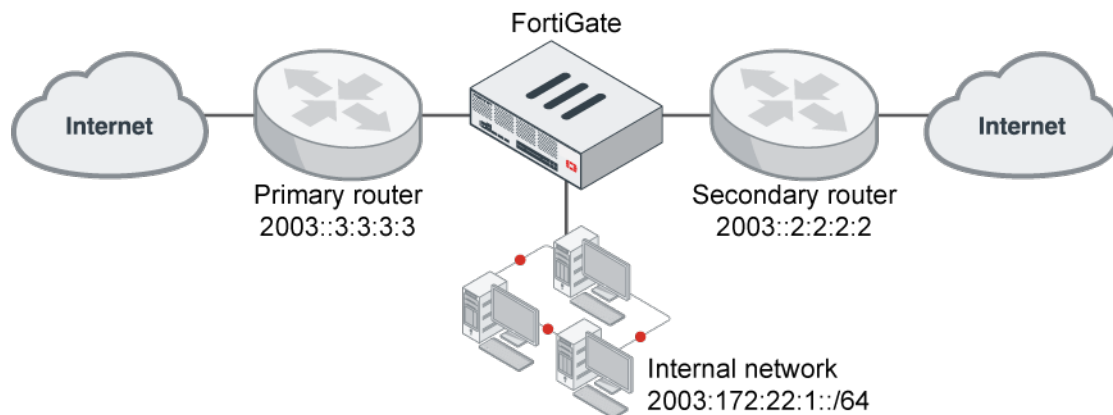 FortiGate
Internet
Internet
Primary router
2003::3:3:3:3
Secondary router
2003::2:2:2:2
Internal network
2003:172:22:1::/64